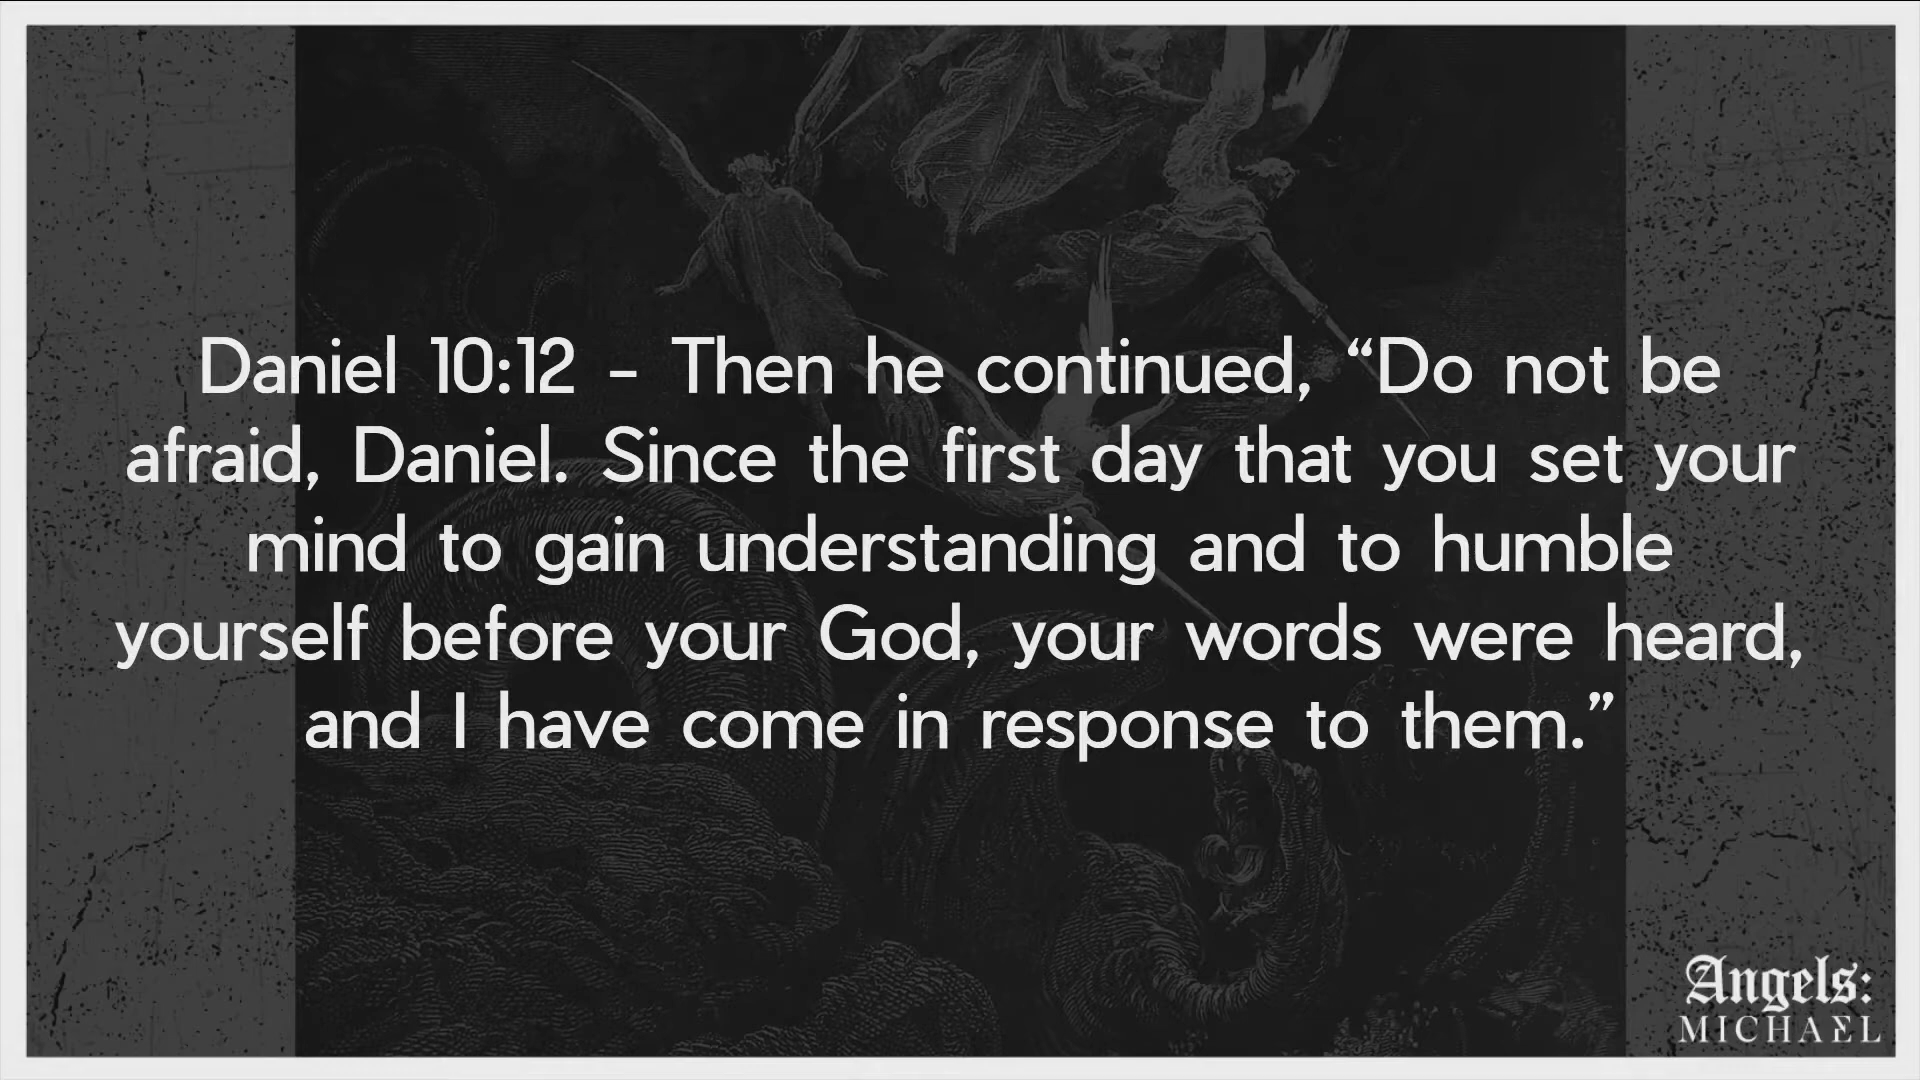 Daniel 10:12 – Then he continued, “Do not be
afraid, Daniel. Since the first day that you set your
mind to gain understanding and to humble
yourself before your God, your words were heard,
and I have come in response to them.”
Angels:
MICHAEL